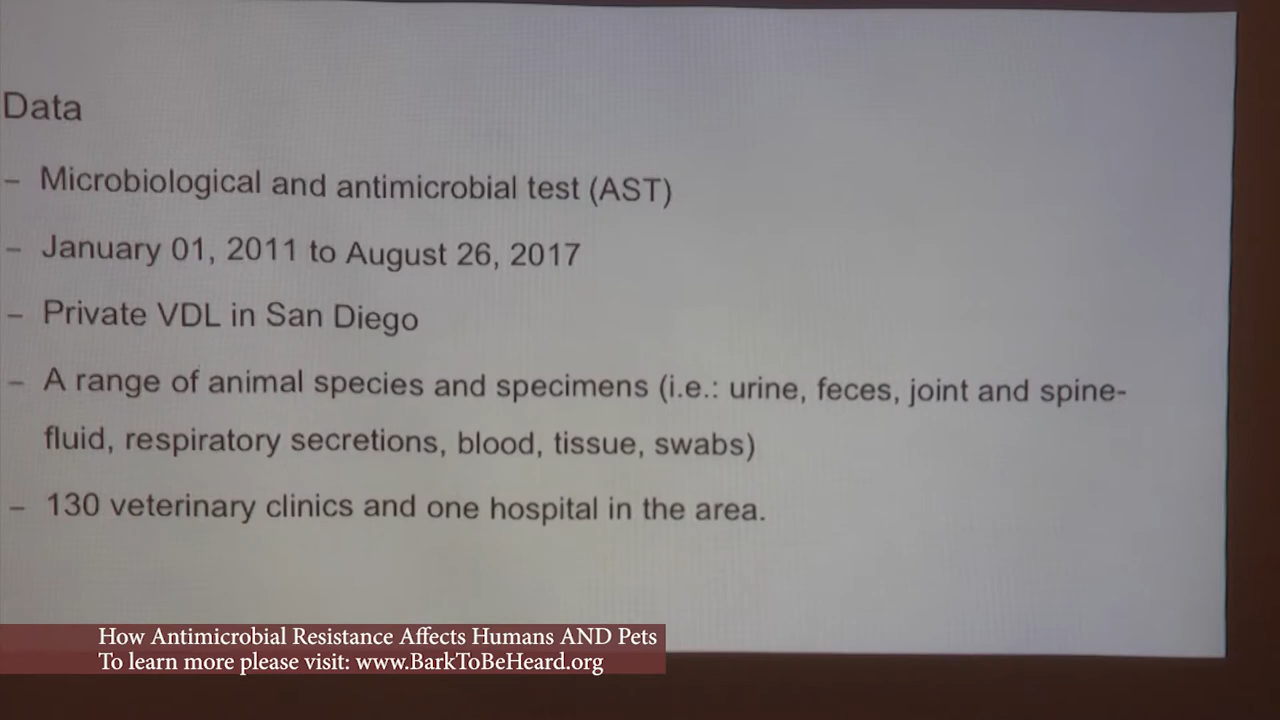 Data
– Microbiological and antimicrobial test (AST)
– January 01, 2011 to August 26, 2017
– Private VDL in San Diego
– A range of animal species and specimens (i.e.: urine, feces, joint and spine-
fluid, respiratory secretions, blood, tissue, swabs)
– 130 veterinary clinics and one hospital in the area.
How Antimicrobial Resistance Affects Humans AND Pets
To learn more please visit: www.BarkToBeHeard.org